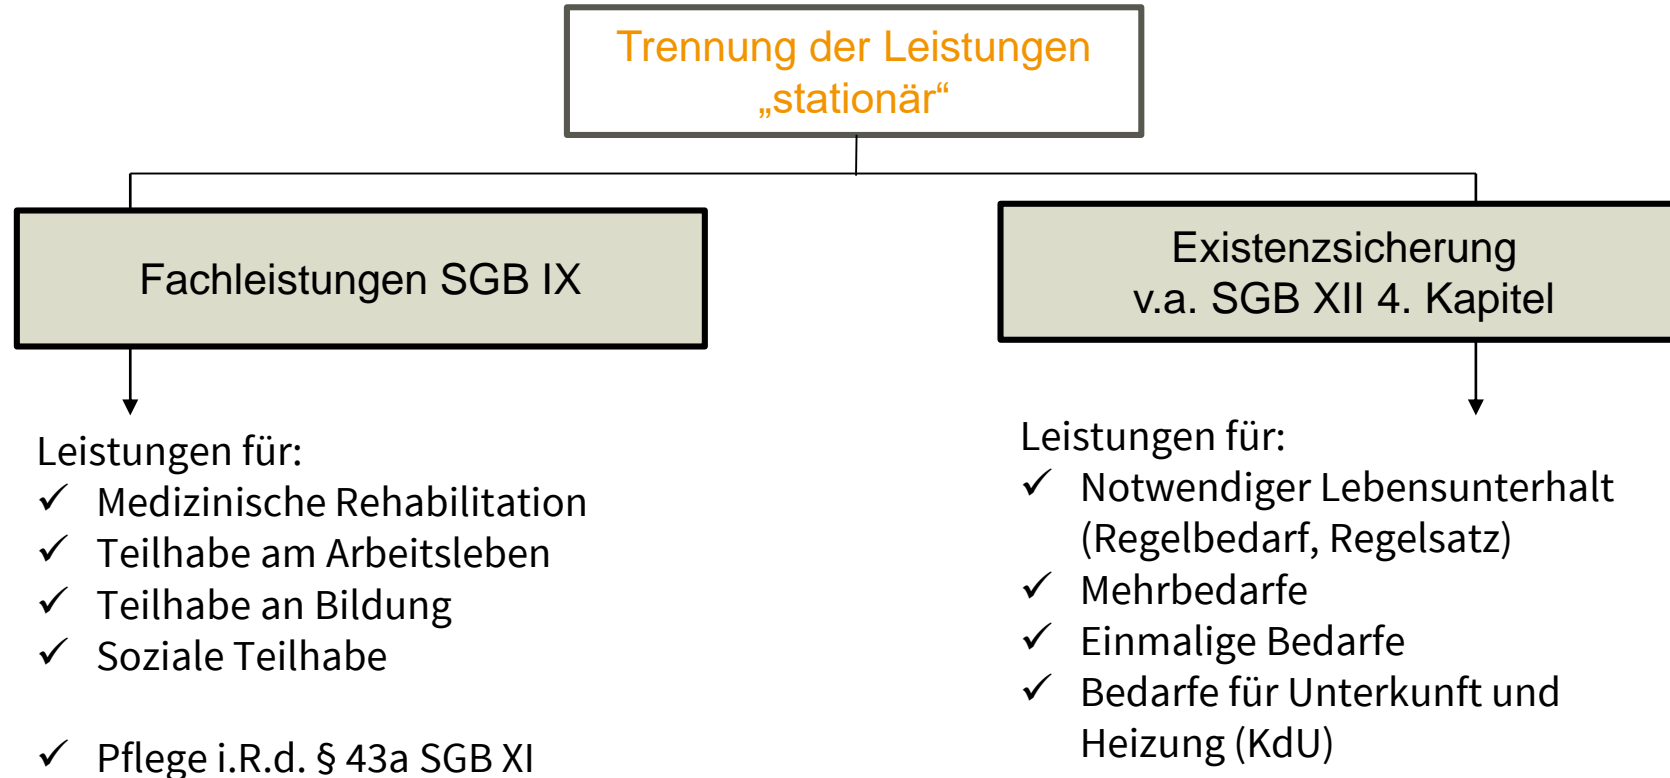 Trennung der Leistungen
„stationär“
Fachleistungen SGB IX
Leistungen für:
✓ Medizinische Rehabilitation
✓ Teilhabe am Arbeitsleben
✓ Teilhabe an Bildung
✓ Soziale Teilhabe
✓ Pflege i.R.d. § 43a SGB XI
Existenzsicherung
v.a. SGB XII 4. Kapitel
Leistungen für:
✓ Notwendiger Lebensunterhalt
(Regelbedarf, Regelsatz)
✓ Mehrbedarfe
✓ Einmalige Bedarfe
✓ Bedarfe für Unterkunft und
Heizung (KdU)